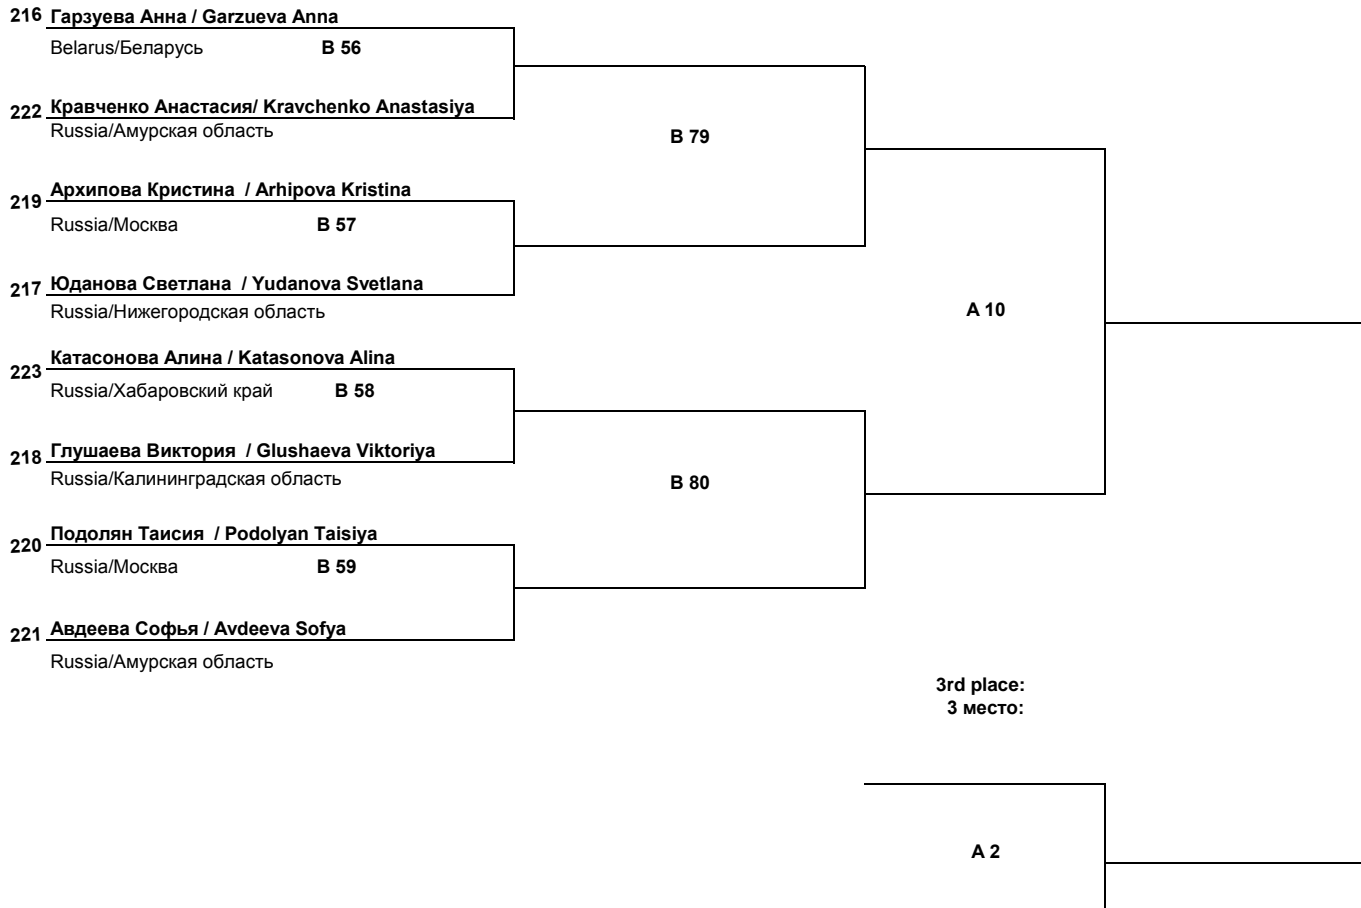 216 Гарзуева Анна / Garzueva Anna
Belarus/Беларусь B 56
222 Кравченко Анастасия/ Kravchenko Anastasiya
Russia/Амурская область
B 79
219 Архипова Кристина / Arhipova Kristina
Russia/Москва B 57
217 Юданова Светлана / Yudanova Svetlana
Russia/Нижегородская область
A 10
223 Катасонова Алина / Katasonova Alina
Russia/Хабаровский край B 58
218 Глушаева Виктория / Glushaeva Viktoriya
Russia/Калининградская область
B 80
220 Подолян Таисия / Podolyan Taisiya
Russia/Москва B 59
221 Авдеева Софья / Avdeeva Sofya
Russia/Амурская область
3rd place:
3 место:
A 2